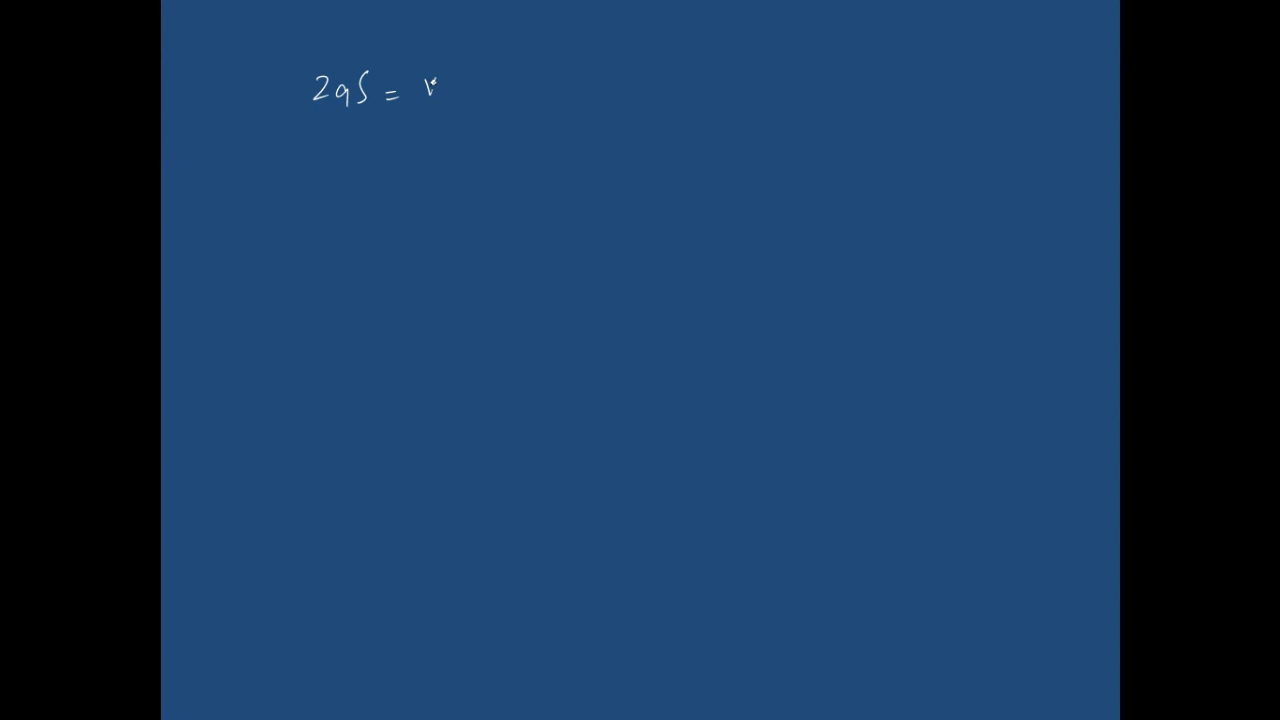 2aS = v